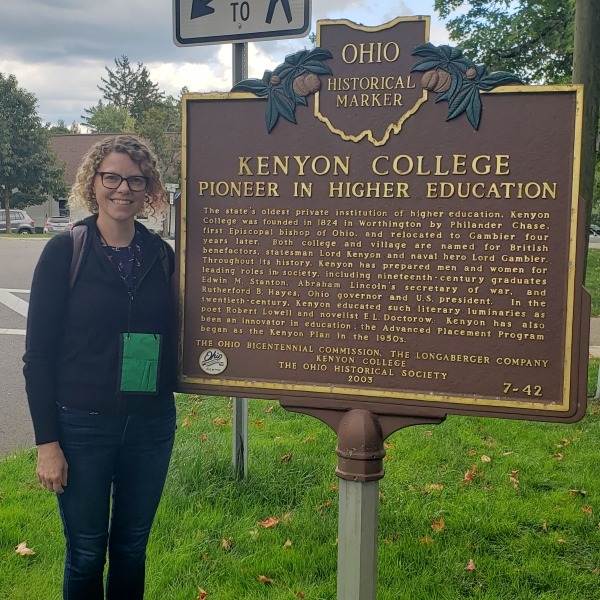 TO
OHIO
HISTORICAL
MARKER
KENYON COLLEGE
PIONEER IN HIGHER EDUCATION
The state's oldest private institution of higher education, Kenyon
College was founded in 1824 in Worthington by Philander Chase,
first Episcopal bishop of Ohio, and relocated to Gambier four
years later. Both college and village are named for British
benefactors, statesman Lord Kenyon and naval hero Lord Gambier.
Throughout its history, Kenyon has prepared men and women for
leading roles in society, including nineteenth-century graduates
Edwin M. Stanton, Abraham Lincoln's secretary of war, and
Rutherford B. Hayes, Ohio governor and U.S. president. In the
twentieth-century, Kenyon educated such literary luminaries as
poet Robert Lowell and novelist E.L. Doctorow. Kenyon has also
been an innovator in education: the Advanced Placement Program
began as the Kenyon Plan in the 1950s.
THE OHIO BICENTENNIAL COMMISSION, THE LONGABERGER COMPANY
KENYON COLLEGE
THE OHIO HISTORICAL SOCIETY
2003
Ohio
7-42